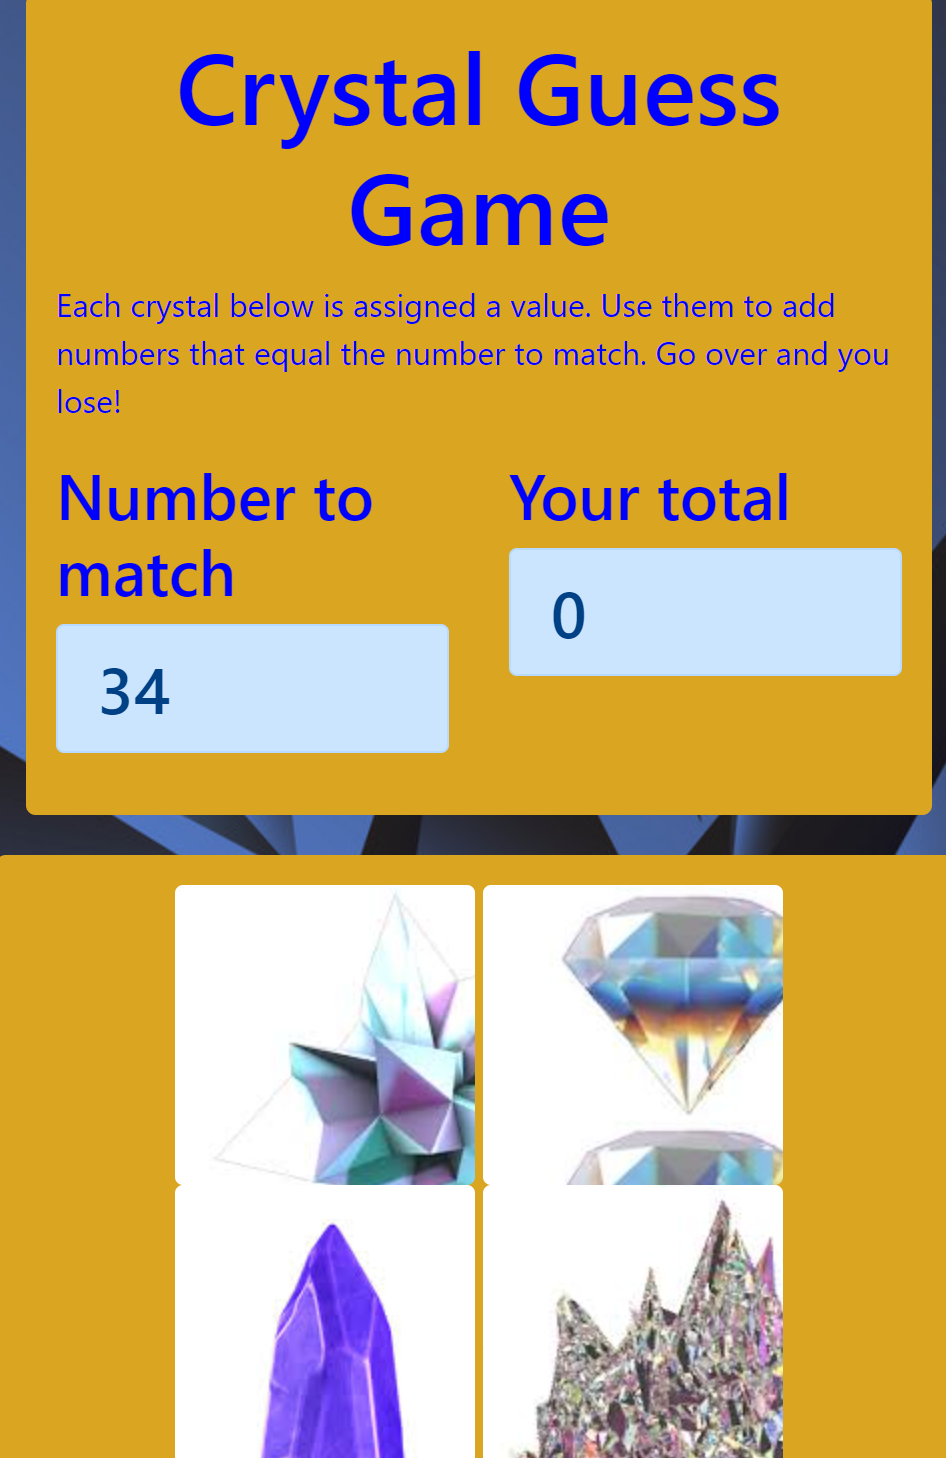 Crystal Guess
Game
Each crystal below is assigned a value. Use them to add
numbers that equal the number to match. Go over and you
lose!
Number to
match
34
Your total
0